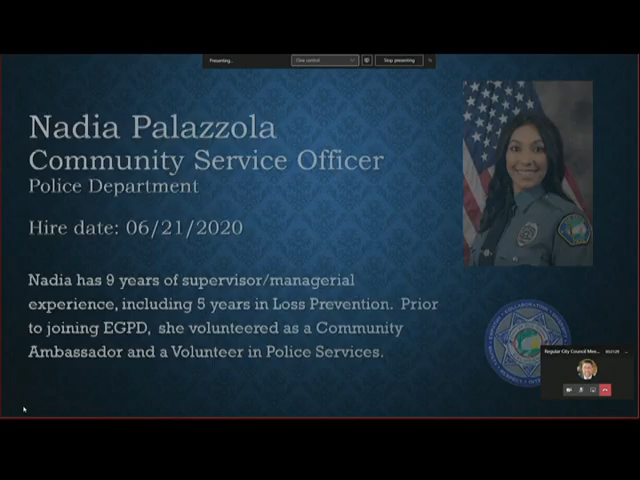 Presenting...
Give control
Stop presenting
Nadia Palazzola
Community Service Officer
Police Department
Hire date: 06/21/2020
Nadia has 9 years of supervisor/managerial
experience, including 5 years in Loss Prevention. Prior
to joining EGPD, she volunteered as a Community
Ambassador and a Volunteer in Police Services.
Regular City Council Mee...